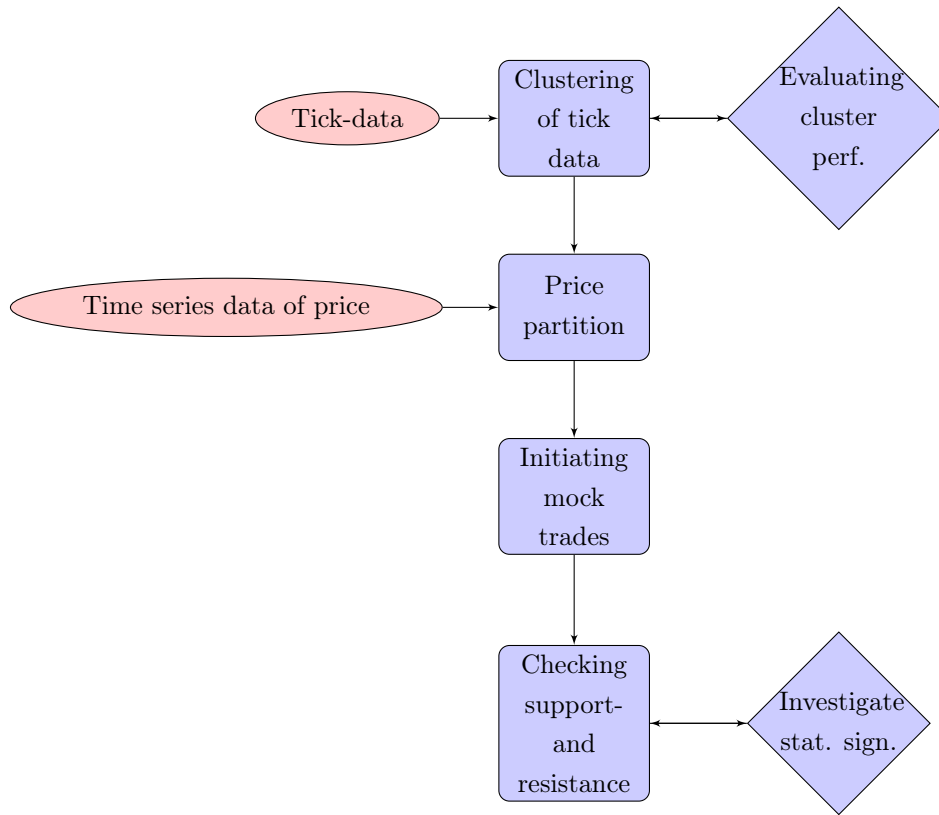 Tick-data
Clustering
of tick
data
Evaluating
cluster
perf.
Time series data of price
Price
partition
Initiating
mock
trades
Checking
support-
and
resistance
Investigate
stat. sign.